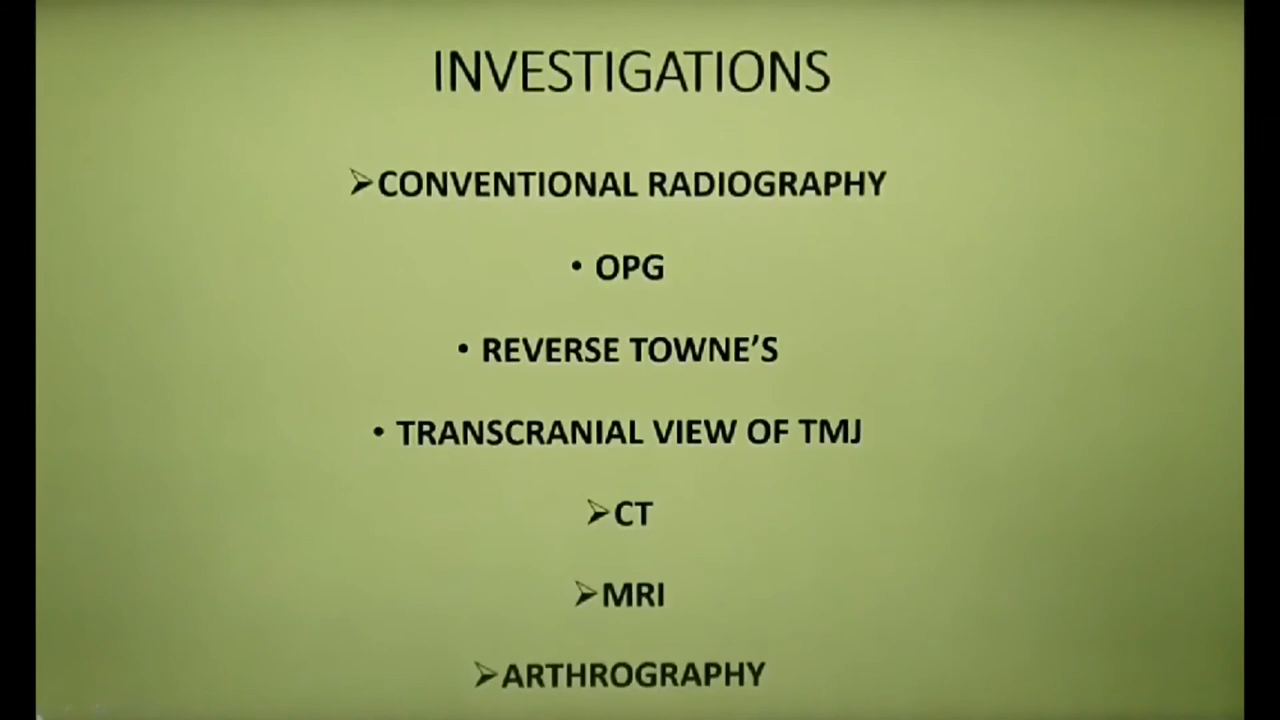 INVESTIGATIONS
➢CONVENTIONAL RADIOGRAPHY
• OPG
• REVERSE TOWNE’S
• TRANSCRANIAL VIEW OF TMJ
➢CT
➢MRI
➢ARTHROGRAPHY